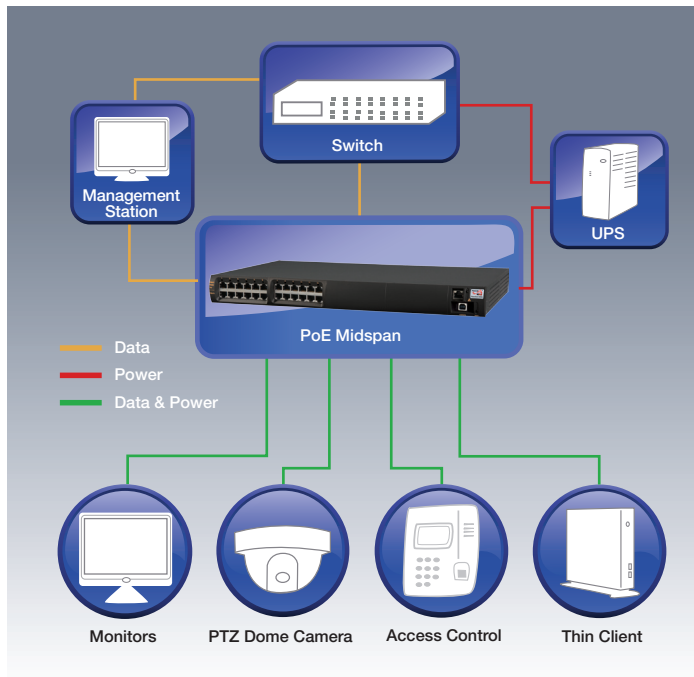 Switch
Management
Station
UPS
PoE Midspan
Data
Power
Data & Power
Monitors
PTZ Dome Camera
Access Control
Thin Client